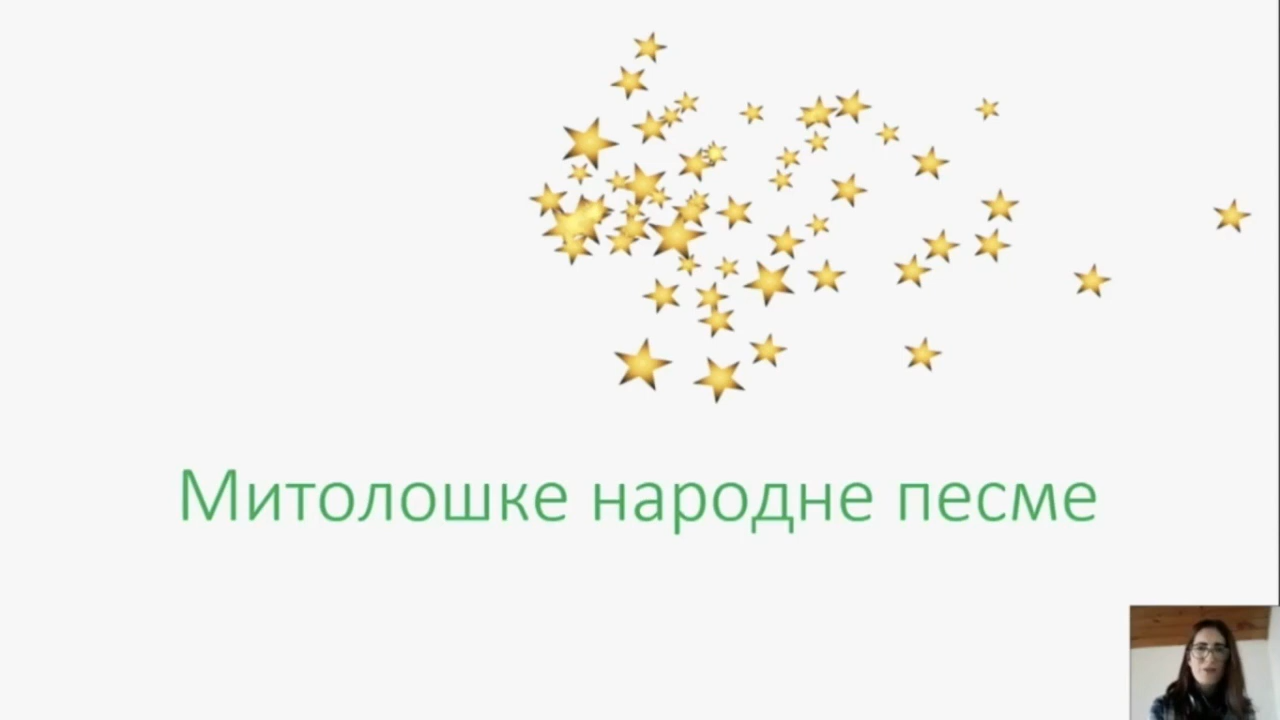 Митолошке народне песме